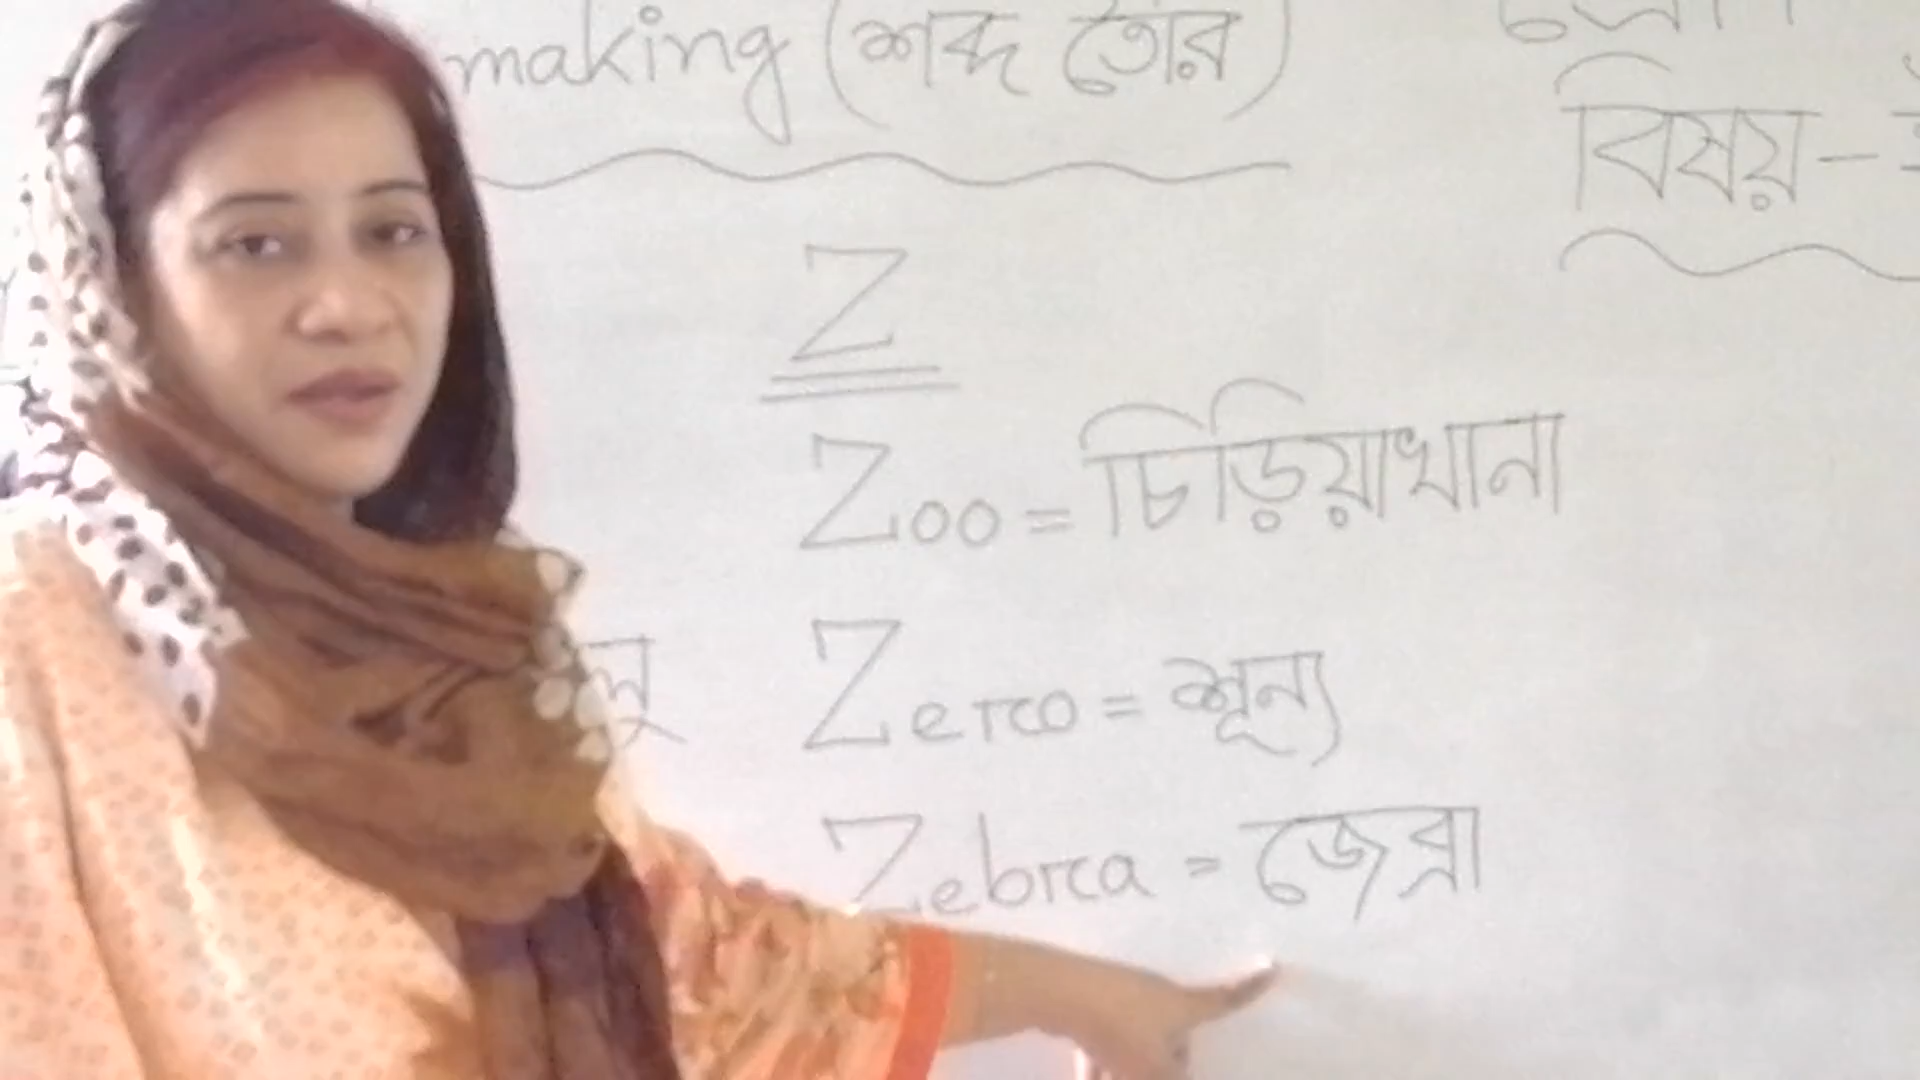 making (শব্দ তৈরি)
বিষয় -
Z
Zoo = চিড়িয়াখানা
Zero = শূন্য
Zebra = জেব্রা